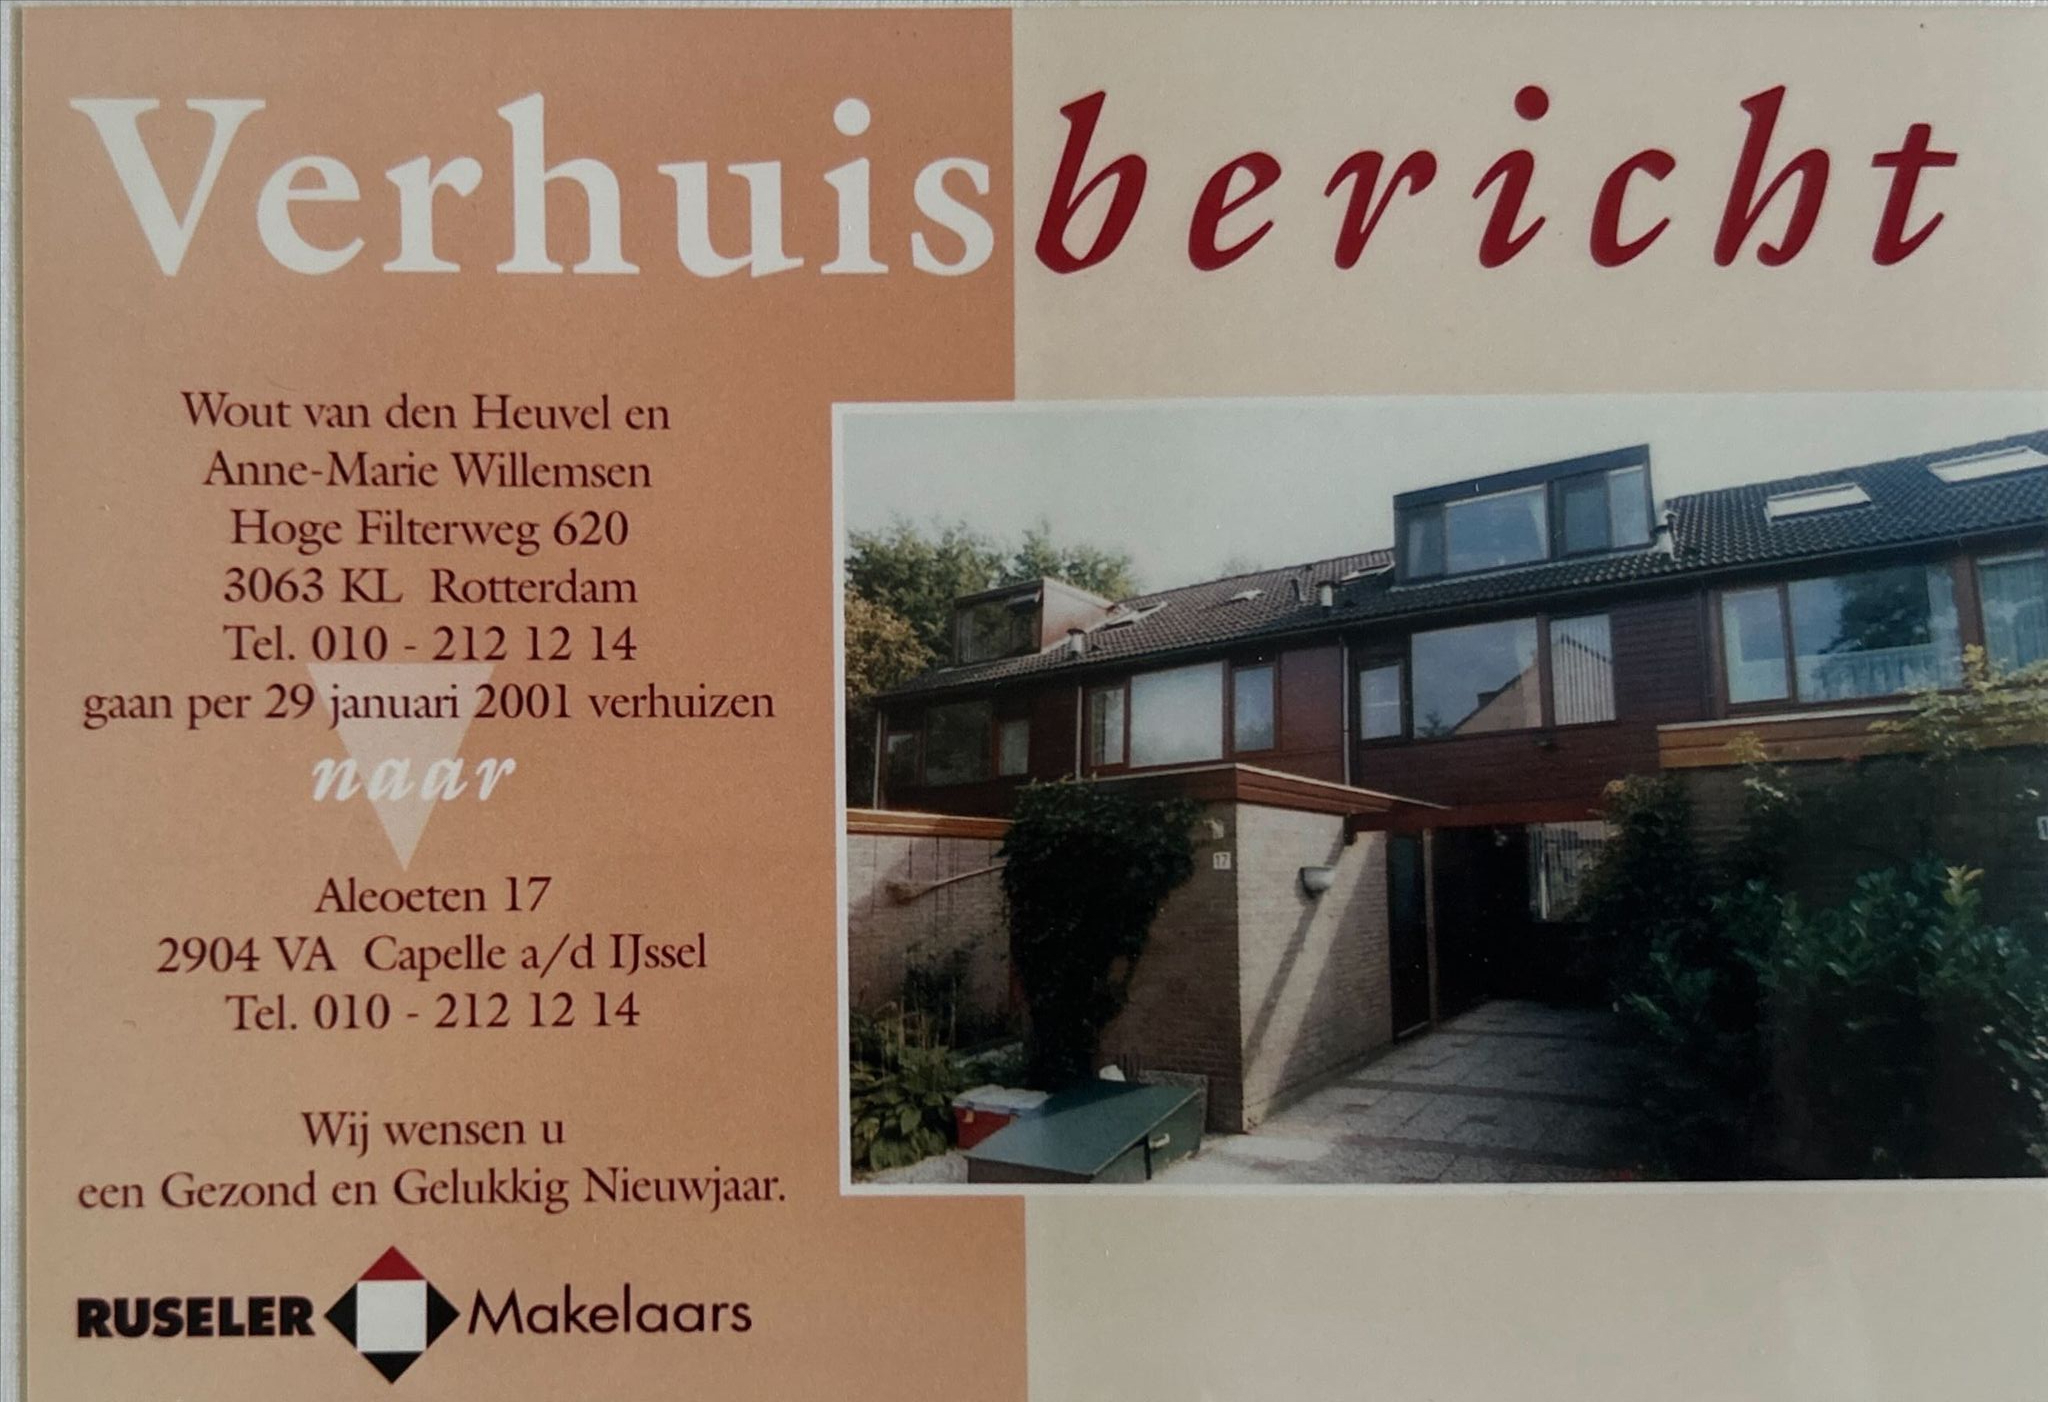 Verhuisbericht
Wout van den Heuvel en
Anne-Marie Willemsen
Hoge Filterweg 620
3063 KL Rotterdam
Tel. 010 - 212 12 14
gaan per 29 januari 2001 verhuizen
naar
Aleoeten 17
2904 VA Capelle a/d IJssel
Tel. 010 - 212 12 14
Wij wensen u
een Gezond en Gelukkig Nieuwjaar.
RUSELER Makelaars
17